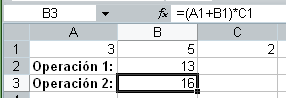 B3 fx =(A1+B1)*C1
A B C
1 3 5 2
2 Operación 1: 13
3 Operación 2: 16